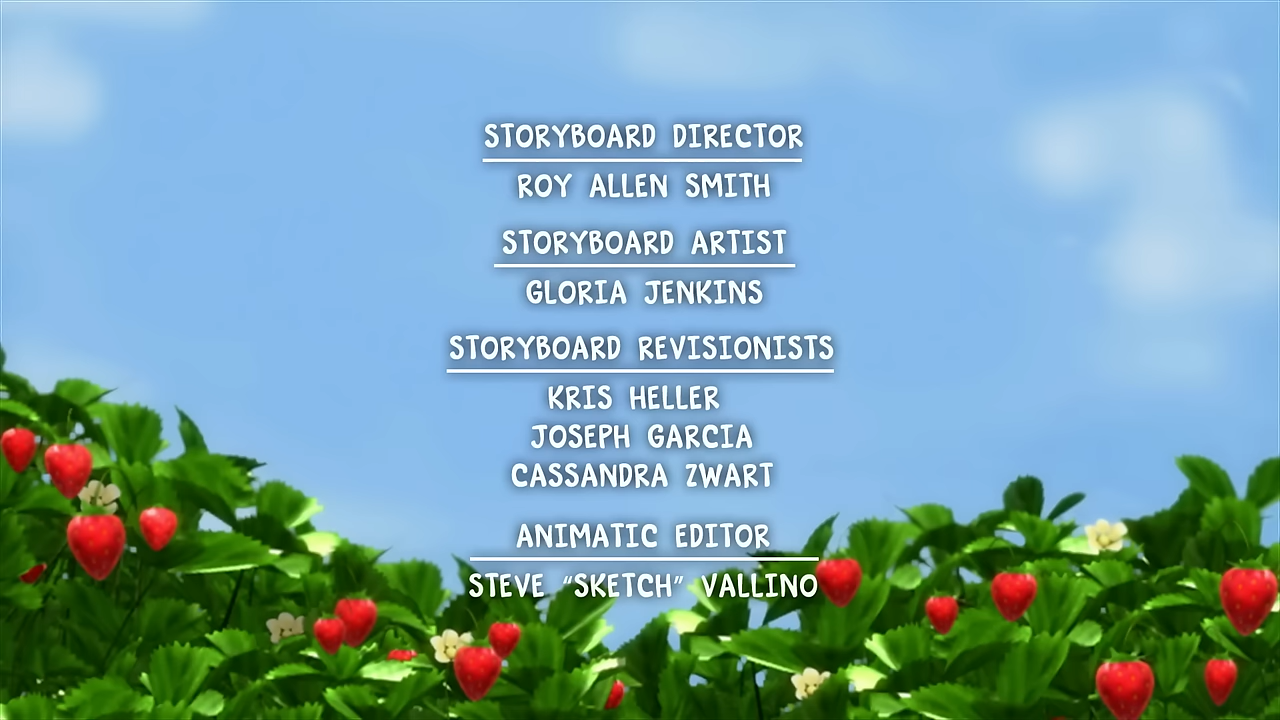 STORYBOARD DIRECTOR
ROY ALLEN SMITH
STORYBOARD ARTIST
GLORIA JENKINS
STORYBOARD REVISIONISTS
KRIS HELLER
JOSEPH GARCIA
CASSANDRA ZWART
ANIMATIC EDITOR
STEVE “SKETCH” VALLINO